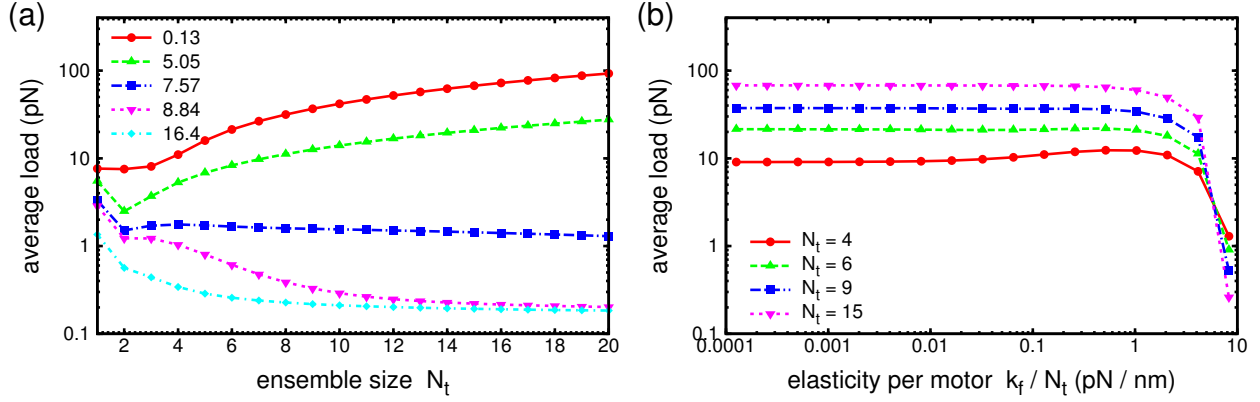 (a)
average load (pN)
100
10
1
0.1
0.13
5.05
7.57
8.84
16.4
2 4 6 8 10 12 14 16 18 20
ensemble size N_t
(b)
average load (pN)
100
10
1
0.1
N_t = 4
N_t = 6
N_t = 9
N_t = 15
0.0001 0.001 0.01 0.1 1 10
elasticity per motor k_f / N_t (pN / nm)